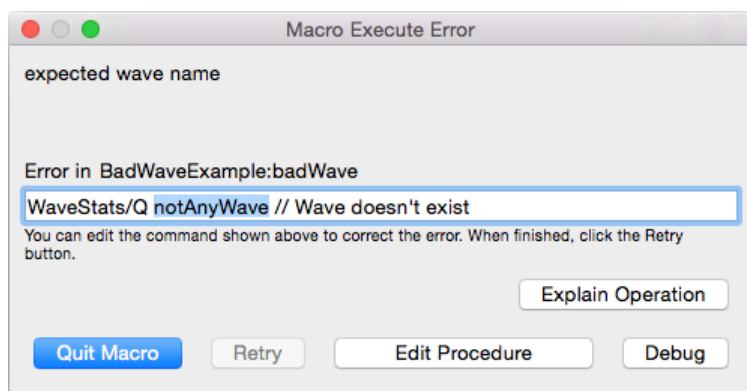 Macro Execute Error
expected wave name
Error in BadWaveExample:badWave
WaveStats/Q notAnyWave // Wave doesn't exist
You can edit the command shown above to correct the error. When finished, click the Retry
button.
Explain Operation
Quit Macro Retry Edit Procedure Debug